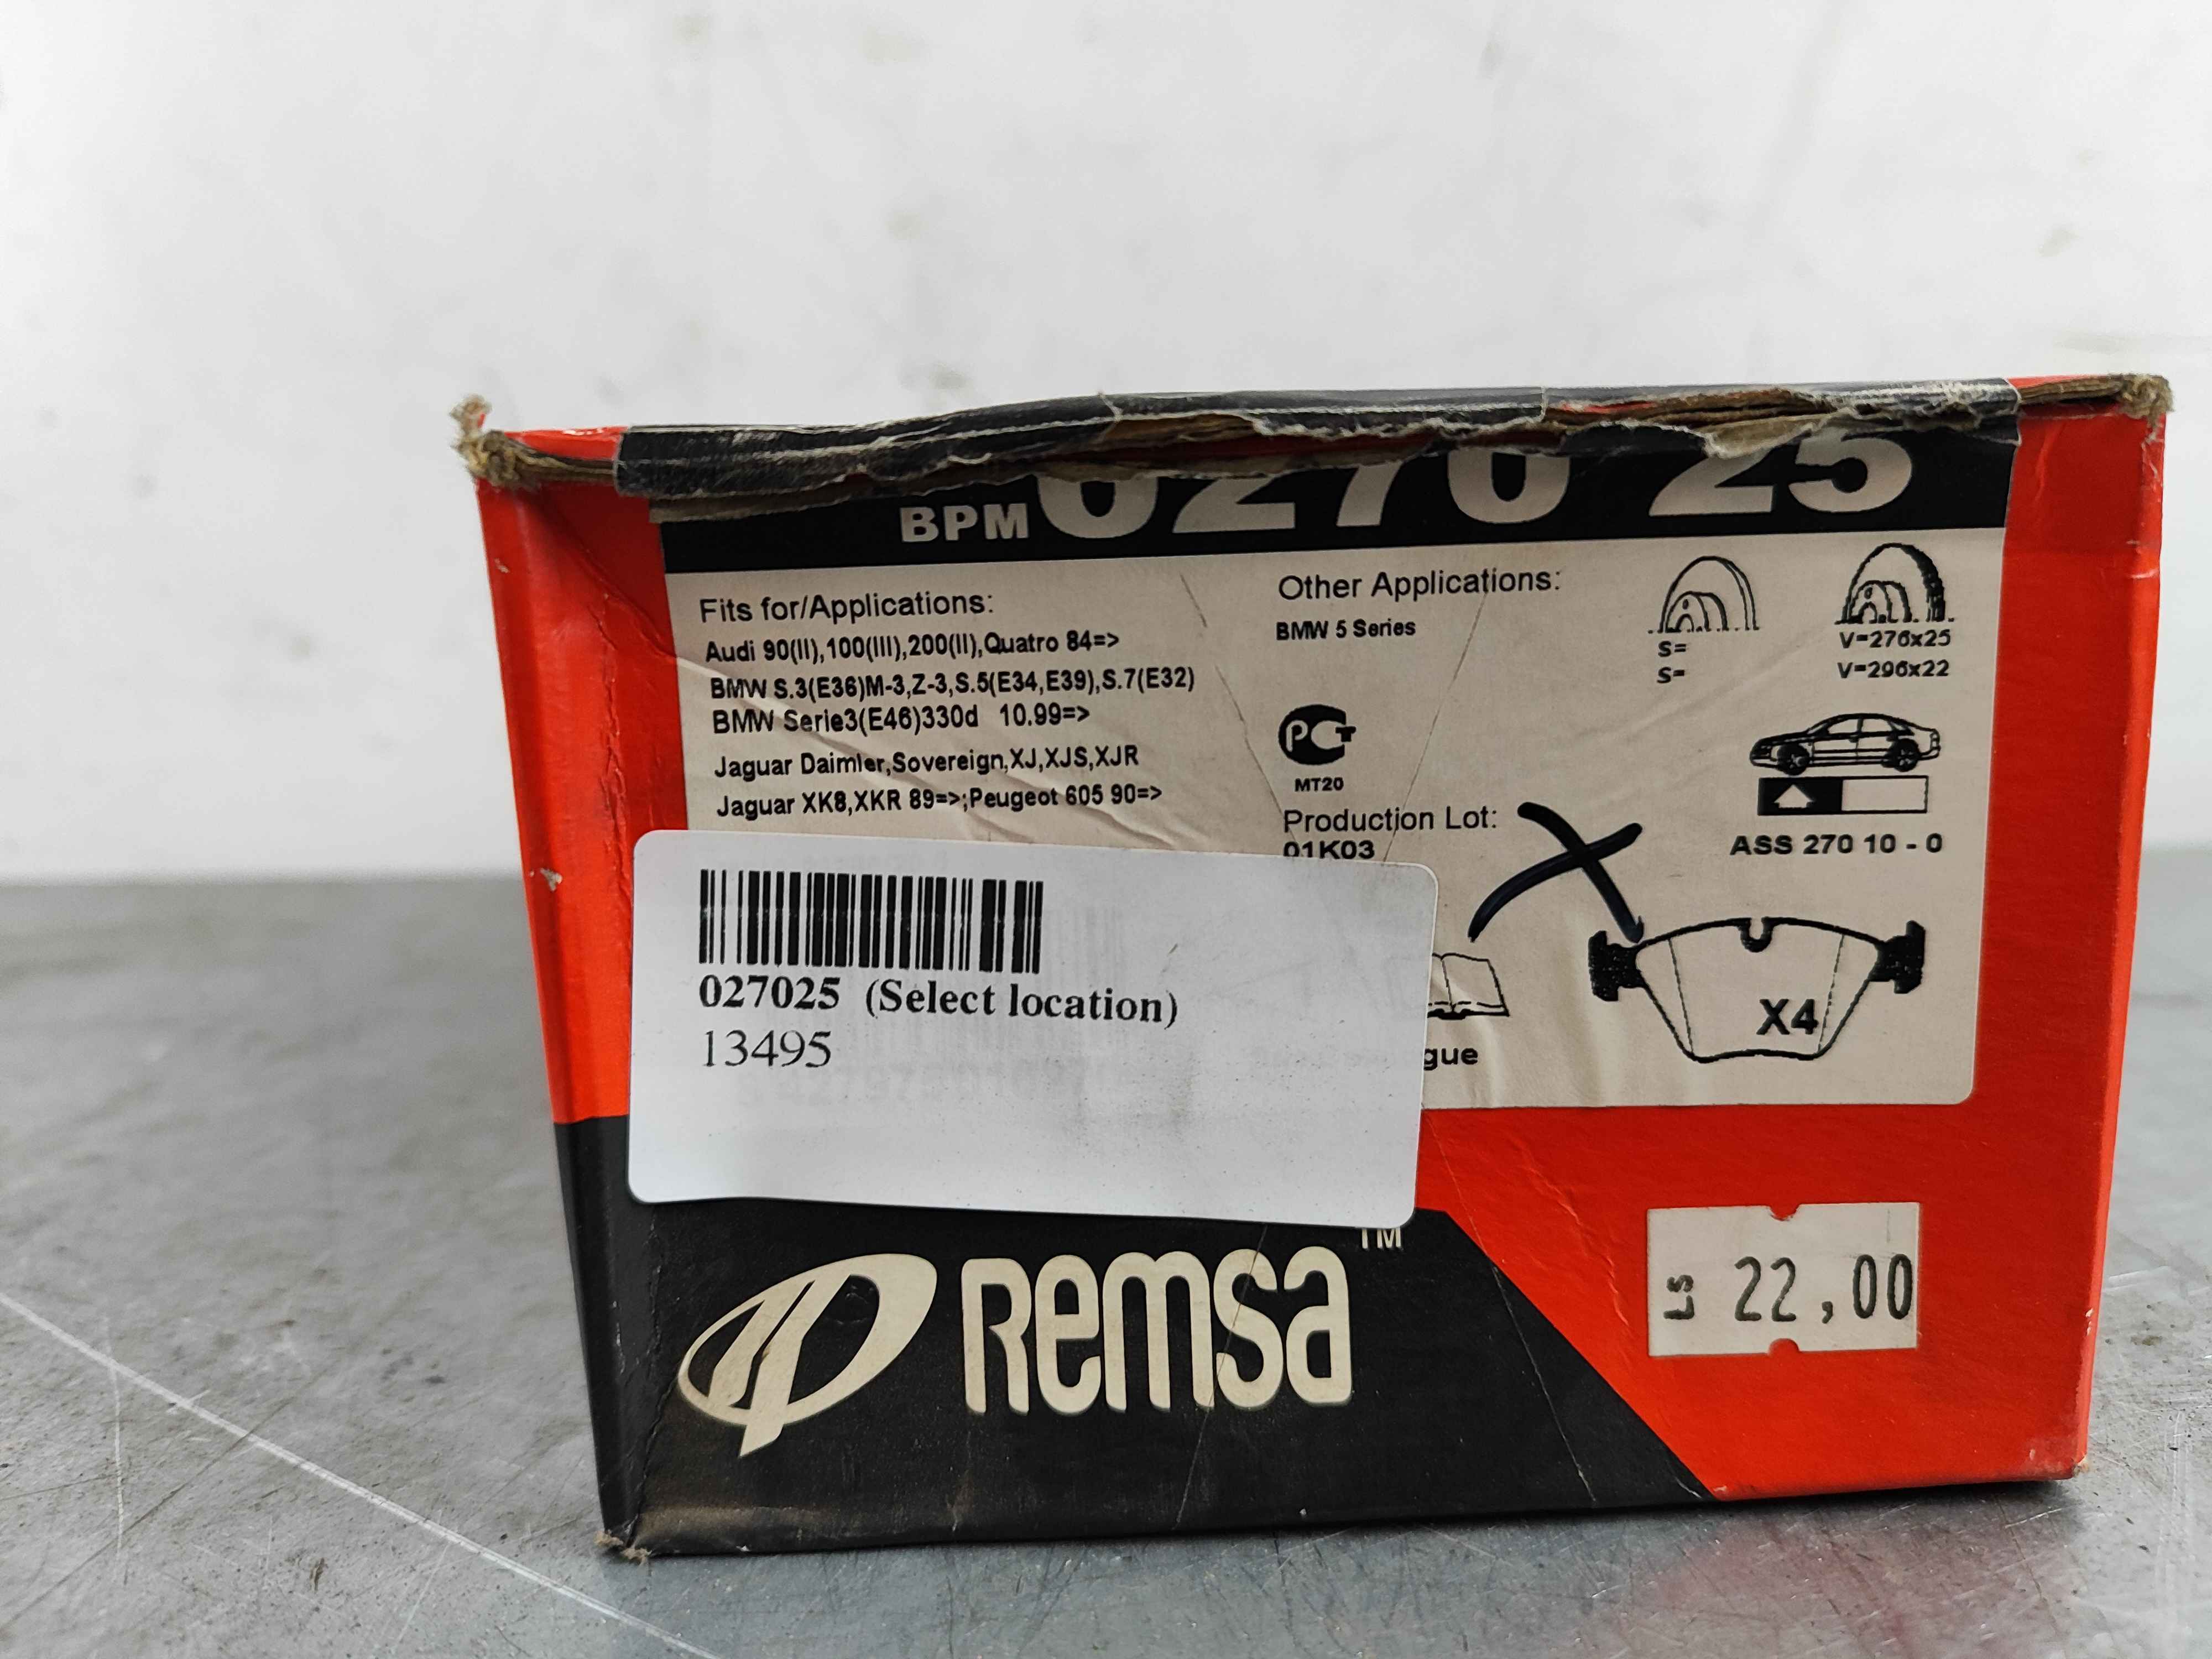 BPM 0270 25
Fits for/Applications:
Audi 90(II),100(III),200(II),Quatro 84=>
BMW S.3(E36)M-3,Z-3,S.5(E34,E39),S.7(E32)
BMW Serie3(E46)330d 10.99=>
Jaguar Daimler,Sovereign,XJ,XJS,XJR
Jaguar XK8,XKR 89=>;Peugeot 605 90=>
Other Applications:
BMW 5 Series
PCT
MT20
Production Lot:
01K03
S=
S=
V=276x25
V=296x22
ASS 270 10 - 0
X4
gue
027025 (Select location)
13495
Remsa TM
LS 22,00